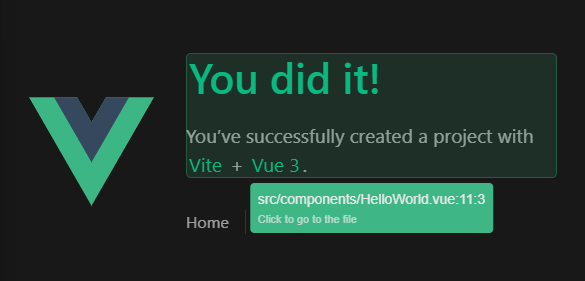 You did it!
You’ve successfully created a project with
Vite + Vue 3.
src/components/HelloWorld.vue:11:3
Click to go to the file
Home